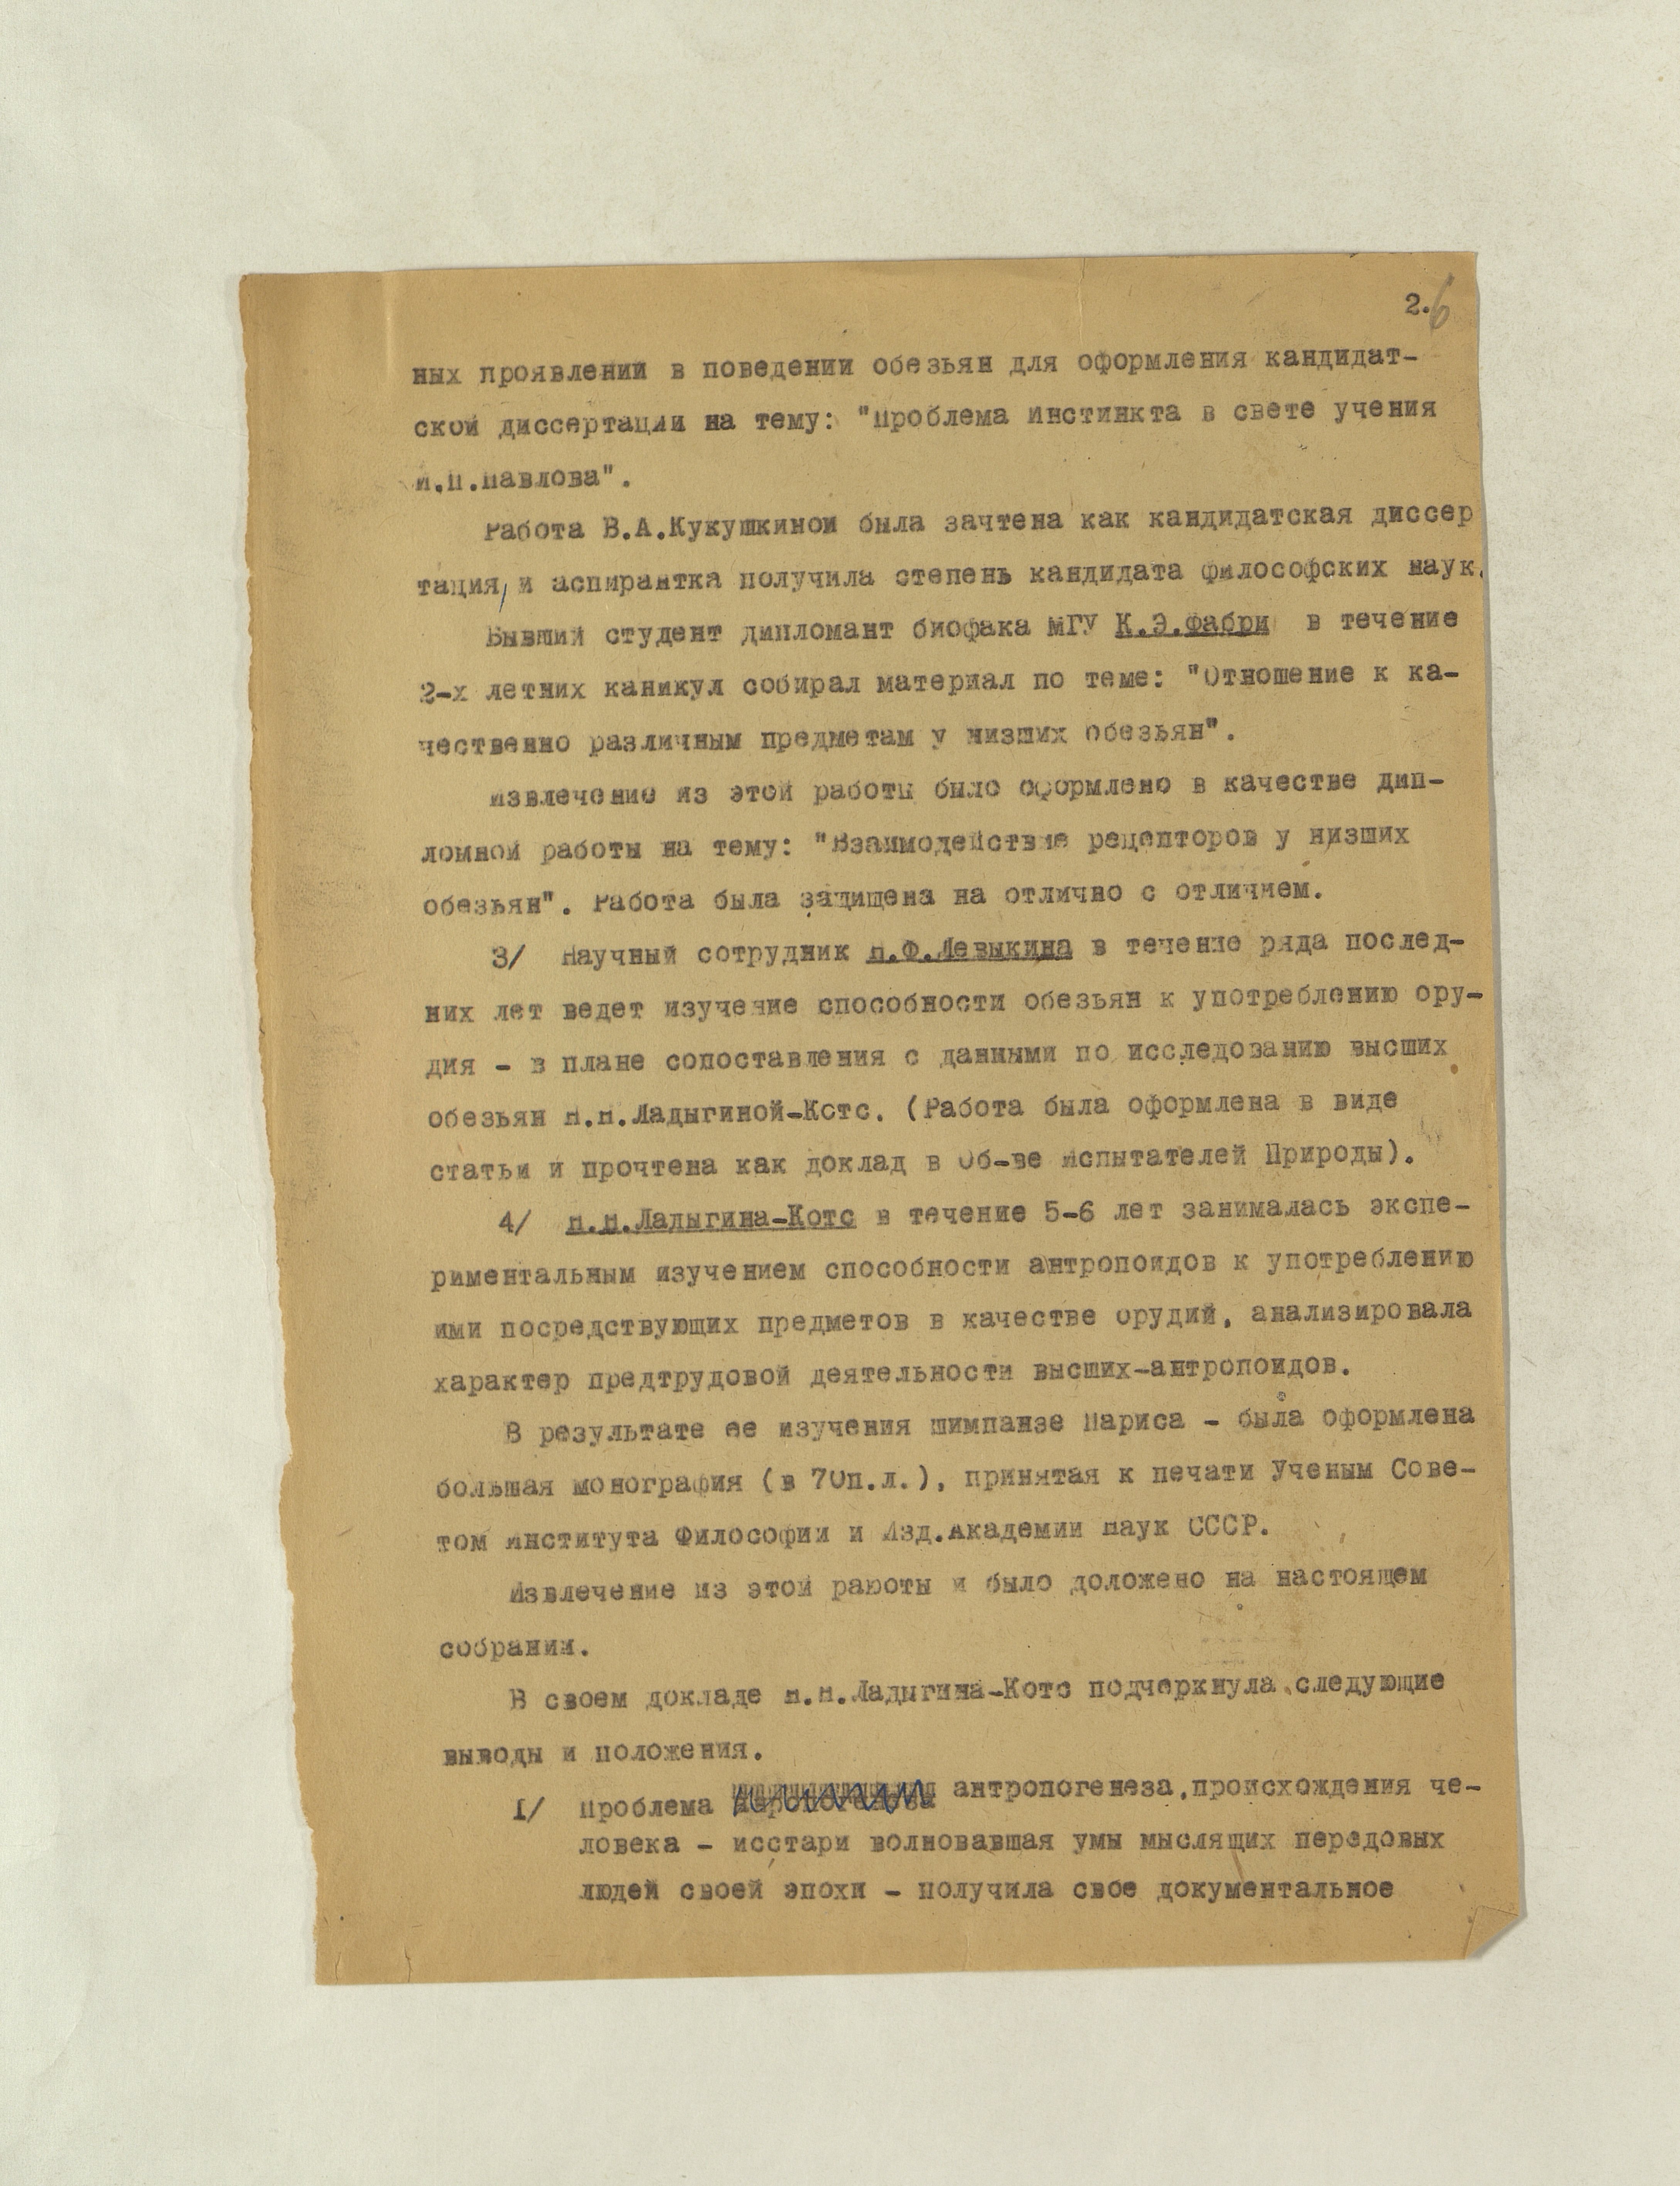 2. 6
ных проявлений в поведении обезьян для оформления кандидат-
ской диссертации на тему: "Проблема инстинкта в свете учения
И.П.Павлова".
Работа В.А.Кукушкиной была зачтена как кандидатская диссер
тация, и аспирантка получила степень кандидата философских наук.
Бывший студент дипломант биофака МГУ К.Э.Фабри в течение
2-х летних каникул собирал материал по теме: "Отношение к ка-
чественно различным предметам у низших обезьян".
Извлечение из этой работы было оформлено в качестве дип-
ломной работы на тему: "Взаимодействие рецепторов у низших
обезьян". Работа была защищена на отлично с отличием.
3/ Научный сотрудник Н.Ф.Левыкина в течение ряда послед-
них лет ведет изучение способности обезьян к употреблению ору-
дия - в плане сопоставления с данными по исследованию высших
обезьян Н.Н.Ладыгиной-Котс. (Работа была оформлена в виде
статьи и прочтена как доклад в Об-ве Испытателей Природы).
4/ Н.Н.Ладыгина-Котс в течение 5-6 лет занималась экспе-
риментальным изучением способности антропоидов к употреблению
ими посредствующих предметов в качестве орудий, анализировала
характер предтрудовой деятельности высших-антропоидов.
В результате ее изучения шимпанзе Париса - была оформлена
большая монография (в 70п.л.), принятая к печати Ученым Сове-
том Института Философии и Изд.Академии Наук СССР.
Извлечение из этой раюоты и было доложено на настоящем
собрании.
В своем докладе Н.Н.Ладыгина-Котс подчеркнула следующие
выводы и положения.
1/ Проблема антропогенеза,происхождения че-
ловека - исстари волновавшая умы мыслящих передовых
людей своей эпохи - получила свое документальное